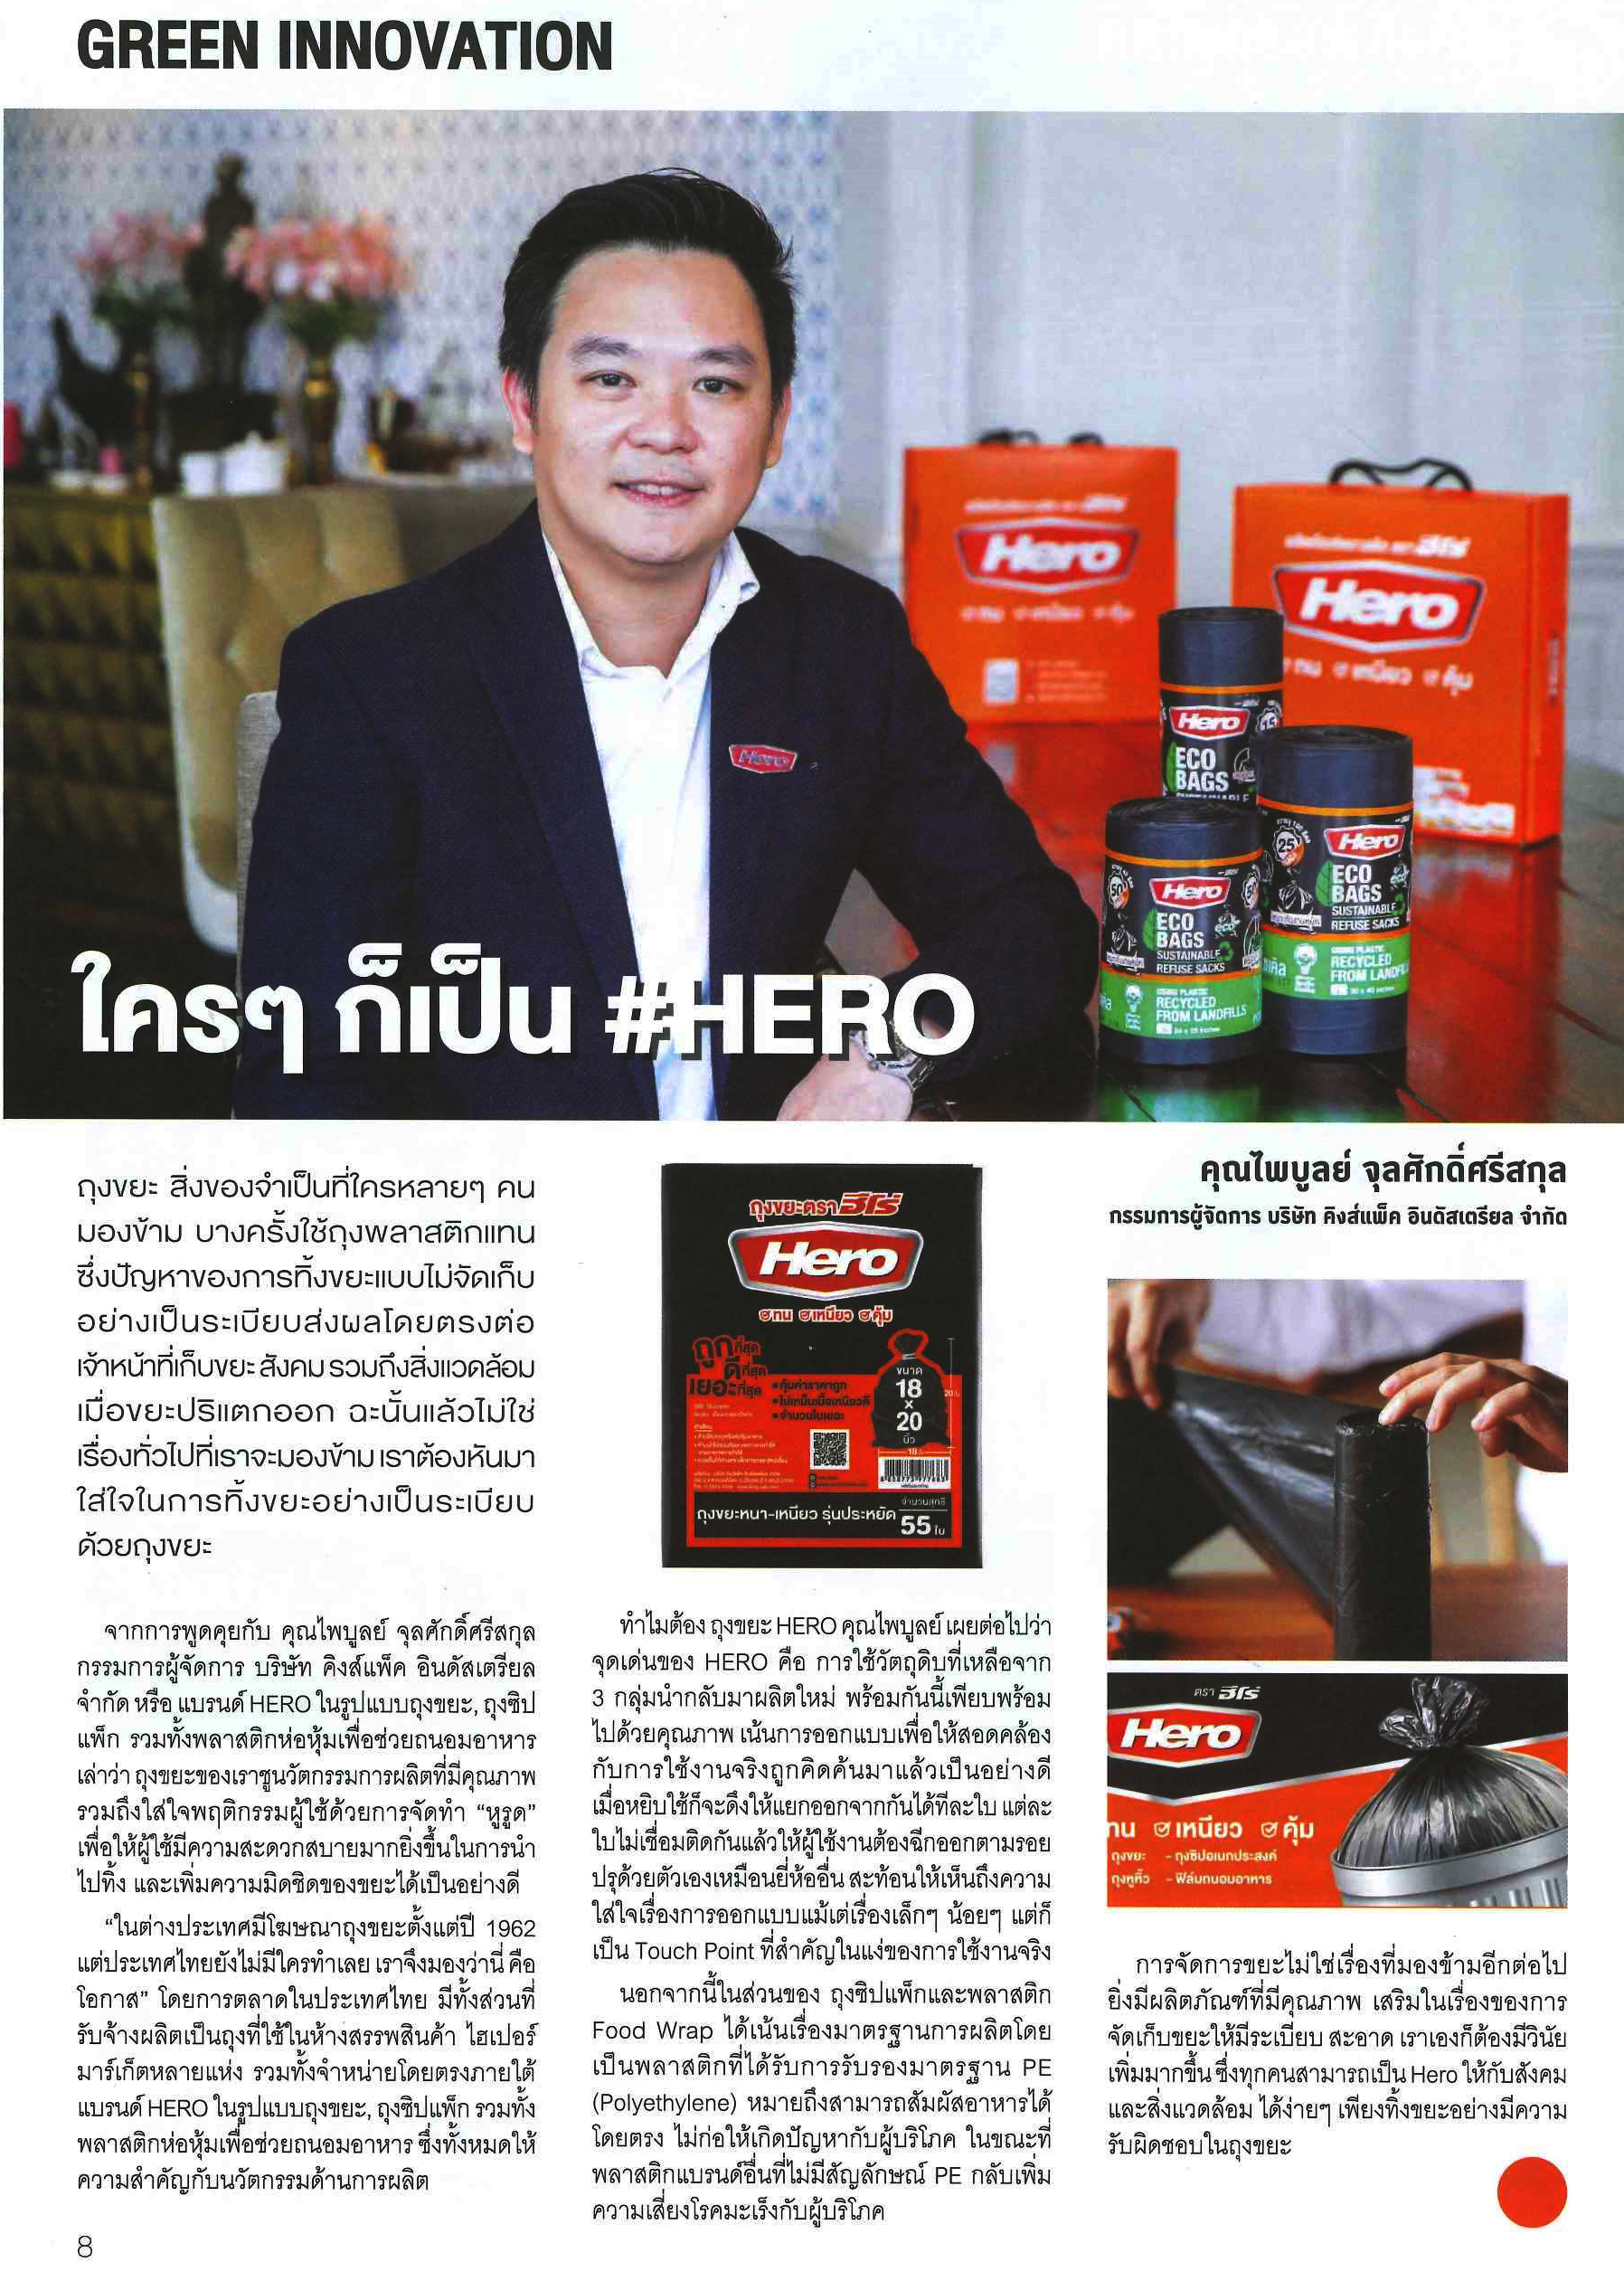 GREEN INNOVATION
Hero
Hero
Hero
Hero
ECO
BAGS
Hero
ECO
BAGS
SUSTAINABLE
REFUSE SACKS
RECYCLED
FROM LANDFILLS
25
Hero
ECO
BAGS
SUSTAINABLE
REFUSE SACKS
RECYCLED
ใครๆ ก็เป็น #HERO
ถุงขยะ สิ่งของจำเป็นที่ใครหลายๆ คน
มองข้าม บางครั้งใช้ถุงพลาสติกแทน
ซึ่งปัญหาของการทิ้งขยะแบบไม่จัดเก็บ
อย่างเป็นระเบียบส่งผลโดยตรงต่อ
เจ้าหน้าที่เก็บขยะ สังคม รวมถึงสิ่งแวดล้อม
เมื่อขยะปริแตกออก ฉะนั้นแล้วไม่ใช่
เรื่องทั่วไปที่เราจะมองข้าม เราต้องหันมา
ใส่ใจในการทิ้งขยะอย่างเป็นระเบียบ
ด้วยถุงขยะ
จากการพูดคุยกับ คุณไพบูลย์ จุลศักดิ์ศรีสกุล
กรรมการผู้จัดการ บริษัท คิงส์แพ็ค อินดัสเตรียล
จำกัด หรือ แบรนด์ HERO ในรูปแบบถุงขยะ, ถุงซิป
แพ็ก รวมทั้งพลาสติกห่อหุ้มเพื่อช่วยถนอมอาหาร
เล่าว่า ถุงขยะของเราชูนวัตกรรมการผลิตที่มีคุณภาพ
รวมถึงใส่ใจพฤติกรรมผู้ใช้ด้วยการจัดทำ “หูรูด”
เพื่อให้ผู้ใช้มีความสะดวกสบายมากยิ่งขึ้นในการนำ
ไปทิ้ง และเพิ่มความมิดชิดของขยะได้เป็นอย่างดี
“ในต่างประเทศมีโฆษณาถุงขยะตั้งแต่ปี 1962
แต่ประเทศไทยยังไม่มีใครทำเลย เราจึงมองว่านี่ คือ
โอกาส” โดยการตลาดในประเทศไทย มีทั้งส่วนที่
รับจ้างผลิตเป็นถุงที่ใช้ในห้างสรรพสินค้า ไฮเปอร์
มาร์เก็ตหลายแห่ง รวมทั้งจำหน่ายโดยตรงภายใต้
แบรนด์ HERO ในรูปแบบถุงขยะ, ถุงซิปแพ็ก รวมทั้ง
พลาสติกห่อหุ้มเพื่อช่วยถนอมอาหาร ซึ่งทั้งหมดให้
ความสำคัญกับนวัตกรรมด้านการผลิต
ถุงขยะตรา ฮีโร่
Hero
ทน เหนียว คุ้ม
ถูกที่สุด
ดีที่สุด
เยอะที่สุด
คุ้มค่าราคาถูก
ไม่เหม็นเนื้อเหนียวดี
จำนวนใบเยอะ
ขนาด
18
x
20
นิ้ว
ถุงขยะหนา-เหนียว รุ่นประหยัด
จำนวนสุทธิ
55 ใบ
ทำไมต้อง ถุงขยะ HERO คุณไพบูลย์ เผยต่อไปว่า
จุดเด่นของ HERO คือ การใช้วัตถุดิบที่เหลือจาก
3 กลุ่มนำกลับมาผลิตใหม่ พร้อมกันนี้เพียบพร้อม
ไปด้วยคุณภาพ เน้นการออกแบบเพื่อให้สอดคล้อง
กับการใช้งานจริงถูกคิดค้นมาแล้วเป็นอย่างดี
เมื่อหยิบใช้ก็จะดึงให้แยกออกจากกันได้ทีละใบ แต่ละ
ใบไม่เชื่อมติดกันแล้วให้ผู้ใช้งานต้องฉีกออกตามรอย
ปรุด้วยตัวเองเหมือนยี่ห้ออื่น สะท้อนให้เห็นถึงความ
ใส่ใจเรื่องการออกแบบแม้เต่เรื่องเล็กๆ น้อยๆ แต่ก็
เป็น Touch Point ที่สำคัญในแง่ของการใช้งานจริง
นอกจากนี้ในส่วนของ ถุงซิปแพ็กและพลาสติก
Food Wrap ได้เน้นเรื่องมาตรฐานการผลิตโดย
เป็นพลาสติกที่ได้รับการรับรองมาตรฐาน PE
(Polyethylene) หมายถึงสามารถสัมผัสอาหารได้
โดยตรง ไม่ก่อให้เกิดปัญหากับผู้บริโภค ในขณะที่
พลาสติกแบรนด์อื่นที่ไม่มีสัญลักษณ์ PE กลับเพิ่ม
ความเสี่ยงโรคมะเร็งกับผู้บริโภค
คุณไพบูลย์ จุลศักดิ์ศรีสกุล
กรรมการผู้จัดการ บริษัท คิงส์แพ็ค อินดัสเตรียล จำกัด
ตรา ฮีโร่
Hero
ทน เหนียว คุ้ม
ถุงขยะ - ถุงซิปอเนกประสงค์
ถุงหูหิ้ว - ฟิล์มถนอมอาหาร
การจัดการขยะไม่ใช่เรื่องที่มองข้ามอีกต่อไป
ยิ่งมีผลิตภัณฑ์ที่มีคุณภาพ เสริมในเรื่องของการ
จัดเก็บขยะให้มีระเบียบ สะอาด เราเองก็ต้องมีวินัย
เพิ่มมากขึ้น ซึ่งทุกคนสามารถเป็น Hero ให้กับสังคม
และสิ่งแวดล้อม ได้ง่ายๆ เพียงทิ้งขยะอย่างมีความ
รับผิดชอบในถุงขยะ
8